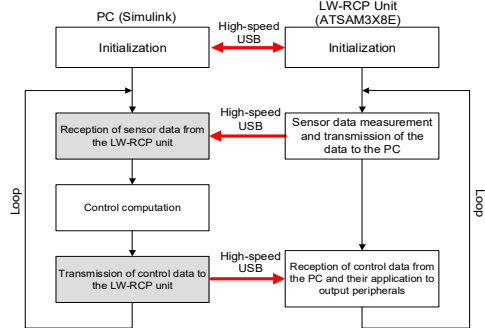 PC (Simulink)
LW-RCP Unit
(ATSAM3X8E)
Initialization
High-speed
USB
Initialization
Reception of sensor data from
the LW-RCP unit
High-speed
USB
Sensor data measurement
and transmission of the
data to the PC
Control computation
Loop
Loop
Transmission of control data to
the LW-RCP unit
High-speed
USB
Reception of control data from
the PC and their application to
output peripherals